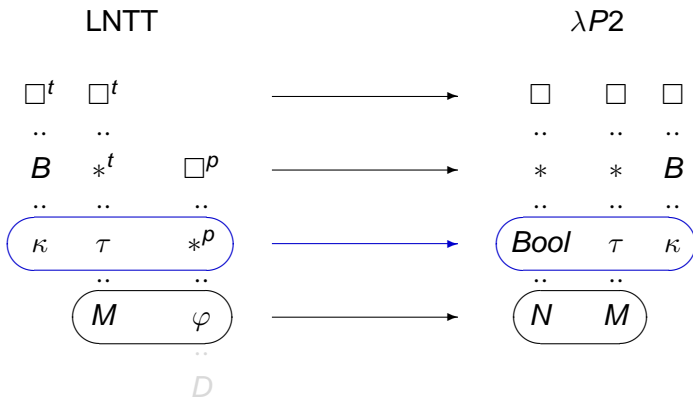 LNTT λP2
□ᵗ □ᵗ □ □ □
.. .. .. .. ..
B *ᵗ □ᵖ * * B
.. .. .. .. .. ..
κ τ *ᵖ Bool τ κ
.. .. .. ..
M φ N M
..
D